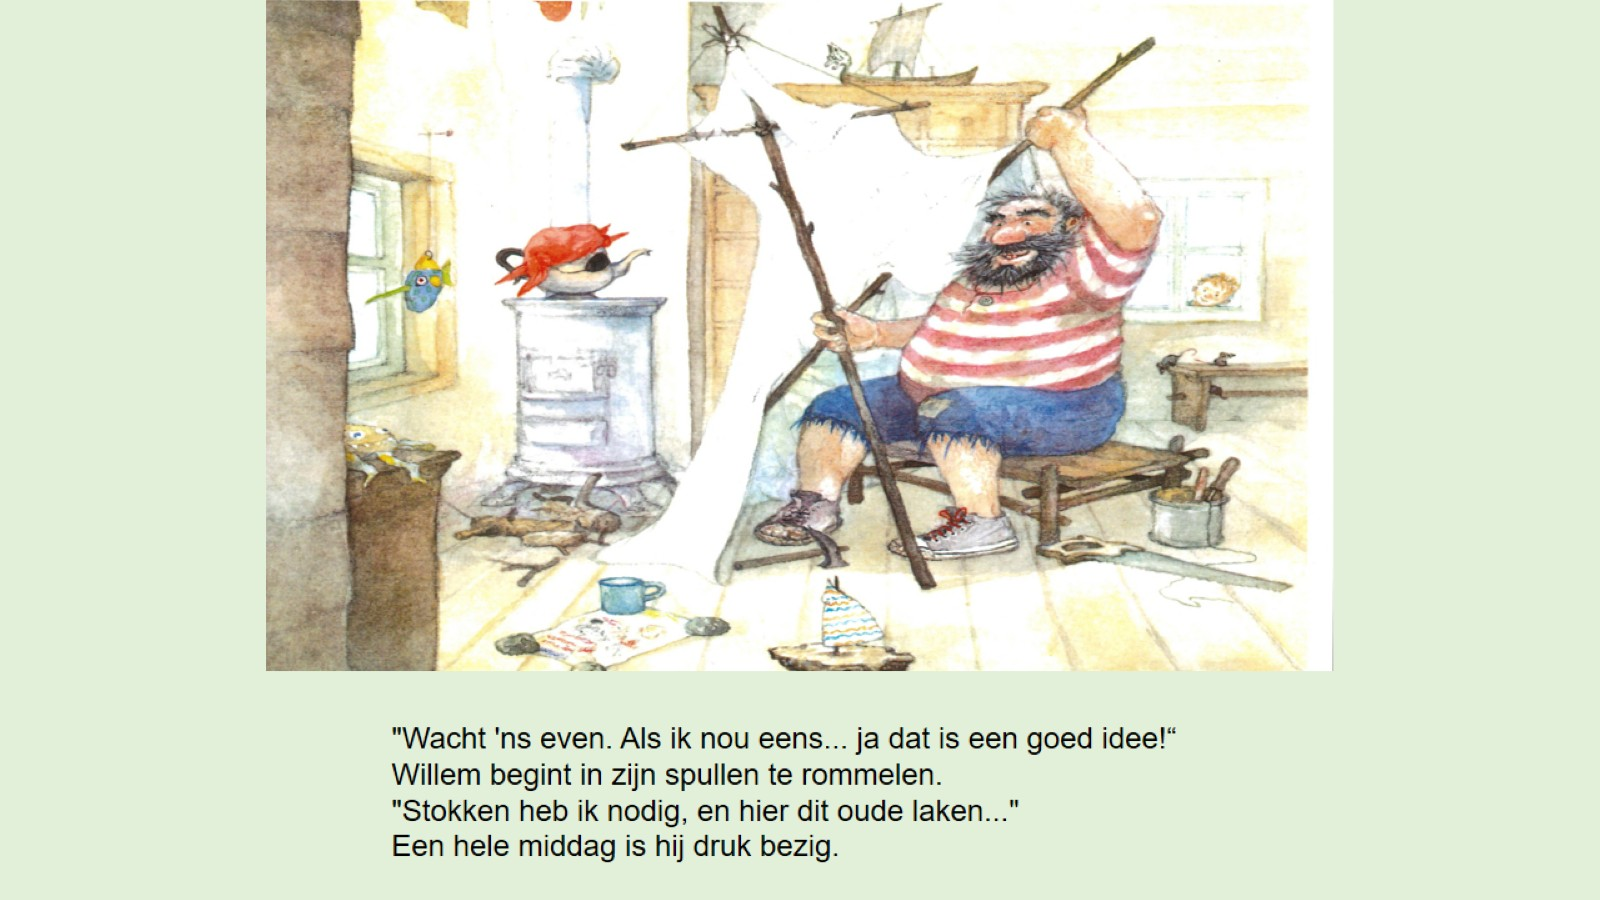 "Wacht 'ns even. Als ik nou eens... ja dat is een goed idee!“
Willem begint in zijn spullen te rommelen.
"Stokken heb ik nodig, en hier dit oude laken..."
Een hele middag is hij druk bezig.